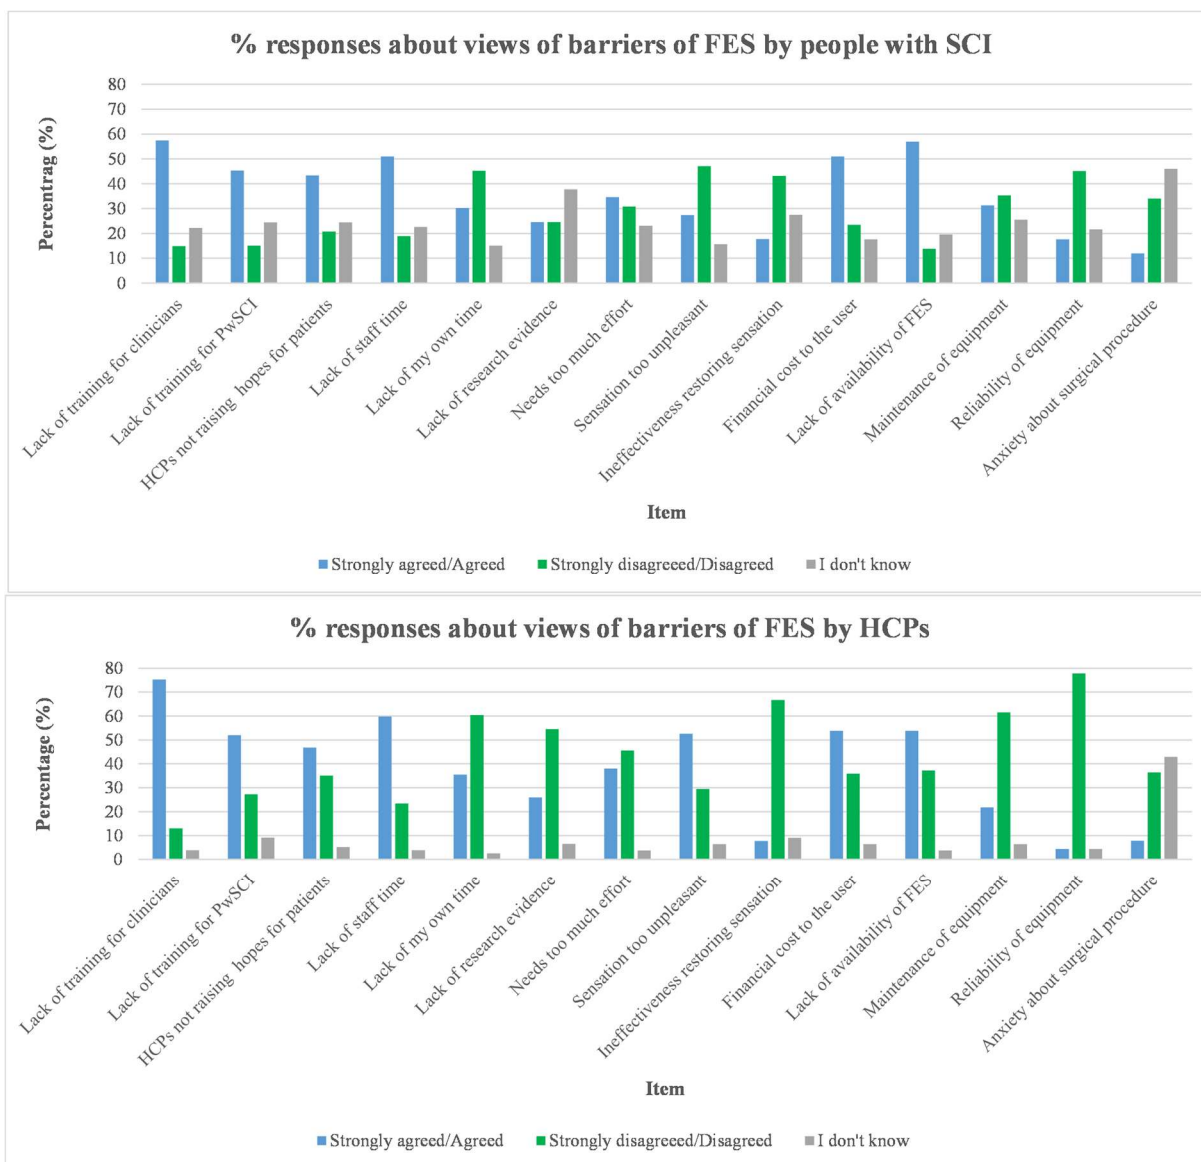 % responses about views of barriers of FES by people with SCI
Percentrag (%)
80
70
60
50
40
30
20
10
0
Lack of training for clinicians
Lack of training for PwSCI
HCPs not raising hopes for patients
Lack of staff time
Lack of my own time
Lack of research evidence
Needs too much effort
Sensation too unpleasant
Ineffectiveness restoring sensation
Financial cost to the user
Lack of availability of FES
Maintenance of equipment
Reliability of equipment
Anxiety about surgical procedure
Item
Strongly agreed/Agreed
Strongly disagreeed/Disagreed
I don't know
% responses about views of barriers of FES by HCPs
Percentage (%)
80
70
60
50
40
30
20
10
0
Lack of training for clinicians
Lack of training for PwSCI
HCPs not raising hopes for patients
Lack of staff time
Lack of my own time
Lack of research evidence
Needs too much effort
Sensation too unpleasant
Ineffectiveness restoring sensation
Financial cost to the user
Lack of availability of FES
Maintenance of equipment
Reliability of equipment
Anxiety about surgical procedure
Item
Strongly agreed/Agreed
Strongly disagreeed/Disagreed
I don't know